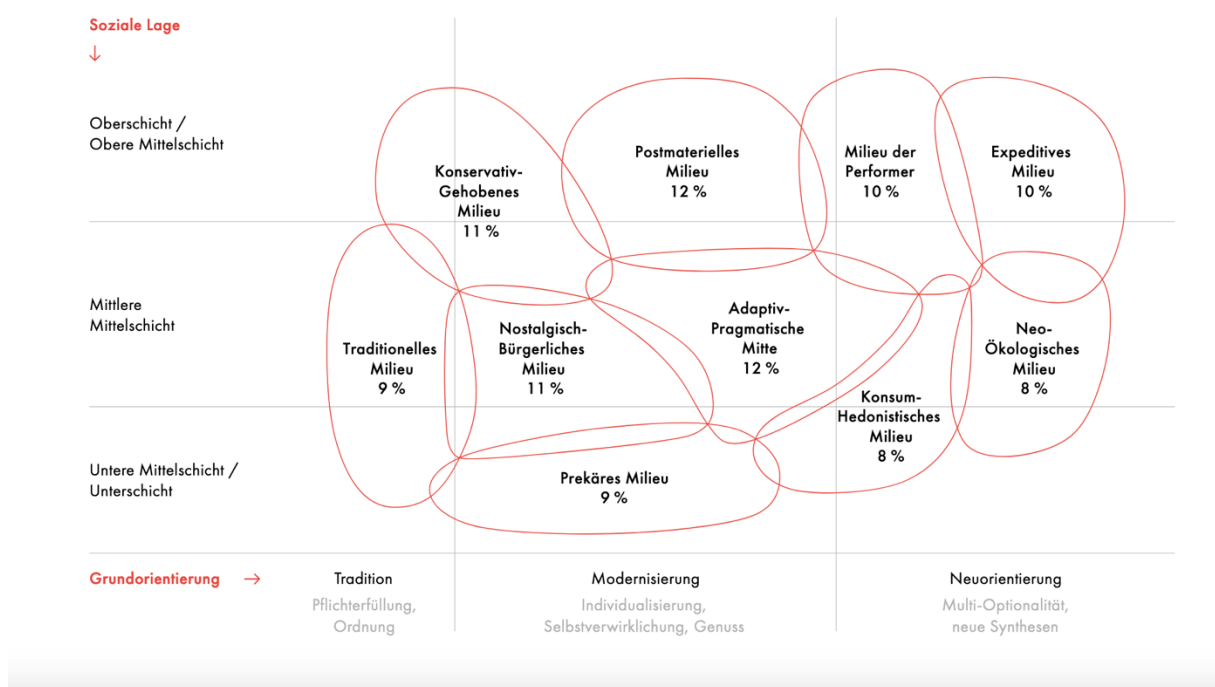 Soziale Lage
↓
Oberschicht /
Obere Mittelschicht
Konservativ-
Gehobenes
Milieu
11 %
Postmaterielles
Milieu
12 %
Milieu der
Performer
10 %
Expeditives
Milieu
10 %
Mittlere
Mittelschicht
Traditionelles
Milieu
9 %
Nostalgisch-
Bürgerliches
Milieu
11 %
Adaptiv-
Pragmatische
Mitte
12 %
Konsum-
Hedonistisches
Milieu
8 %
Neo-
Ökologisches
Milieu
8 %
Untere Mittelschicht /
Unterschicht
Prekäres Milieu
9 %
Grundorientierung →
Tradition
Pflichterfüllung,
Ordnung
Modernisierung
Individualisierung,
Selbstverwirklichung, Genuss
Neuorientierung
Multi-Optionalität,
neue Synthesen